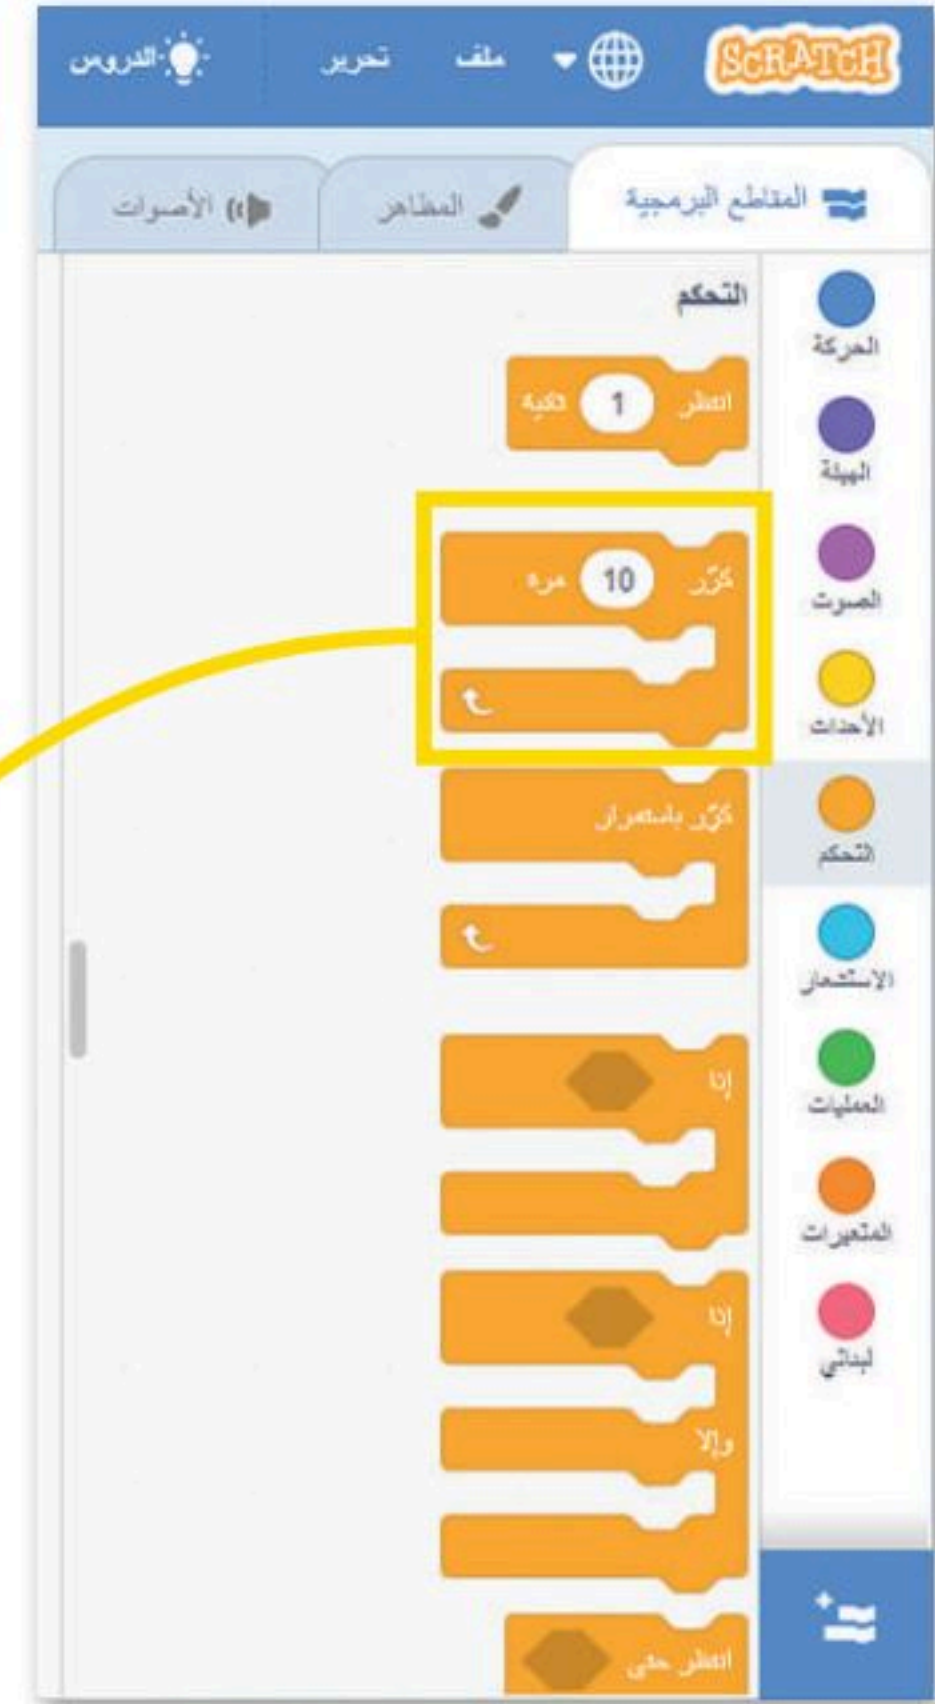 SCRATCH ملف تحرير الدروس
المقاطع البرمجية المظاهر الأصوات
التحكم
الحركة
انتظر 1 ثانية
الهيئة
كرّر 10 مرة
الصوت
الأحداث
كرّر باستمرار
التحكم
الاستشعار
إذا
العمليات
المتغيرات
إذا
لبناتي
وإلا
انتظر حتى